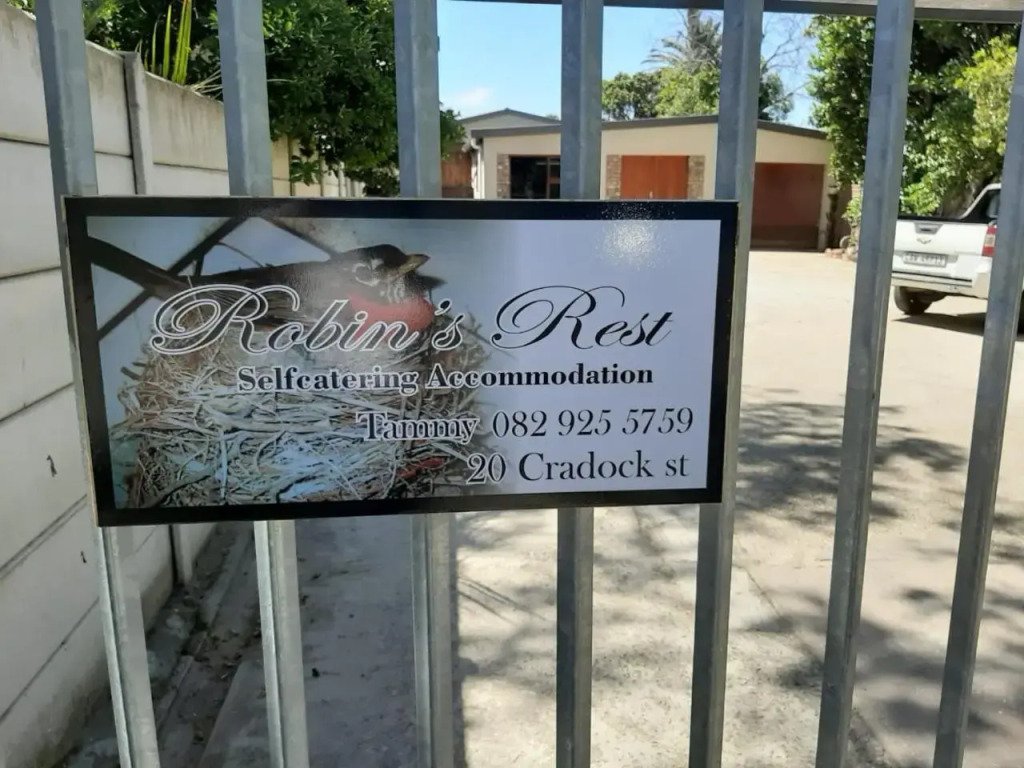 Robin's Rest
Selfcatering Accommodation
Tammy 082 925 5759
20 Cradock st